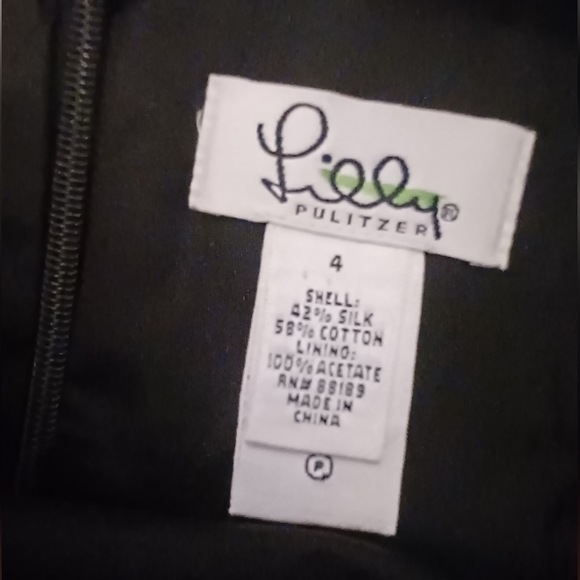 Lilly®
PULITZER
4
SHELL:
42% SILK
58% COTTON
LINING:
100% ACETATE
RN# 88189
MADE IN
CHINA
P